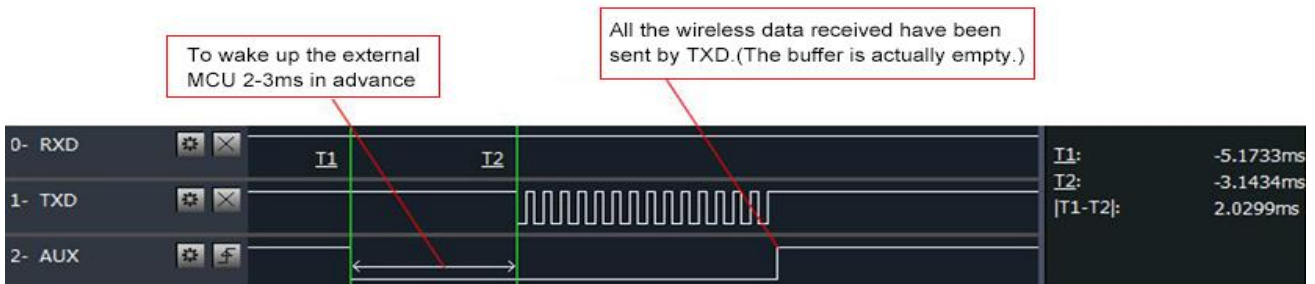 To wake up the external
MCU 2-3ms in advance
All the wireless data received have been
sent by TXD.(The buffer is actually empty.)
0- RXD
T1
T2
1- TXD
2- AUX
T1:
-5.1733ms
T2:
-3.1434ms
|T1-T2|:
2.0299ms